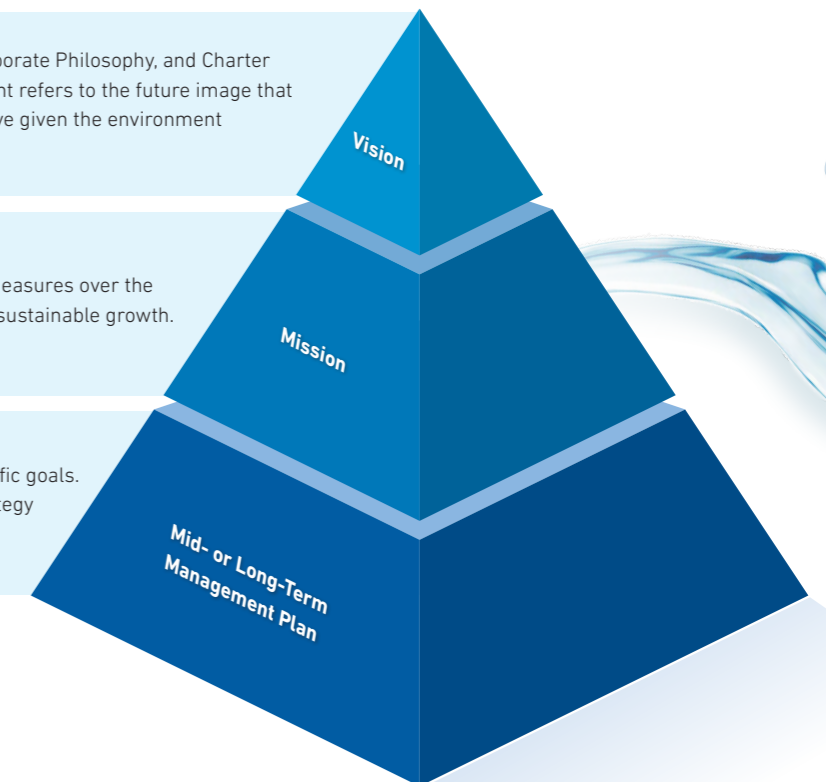 porate Philosophy, and Charter
nt refers to the future image that
ve given the environment
Vision
easures over the
sustainable growth.
Mission
fic goals.
tegy
Mid- or Long-Term
Management Plan